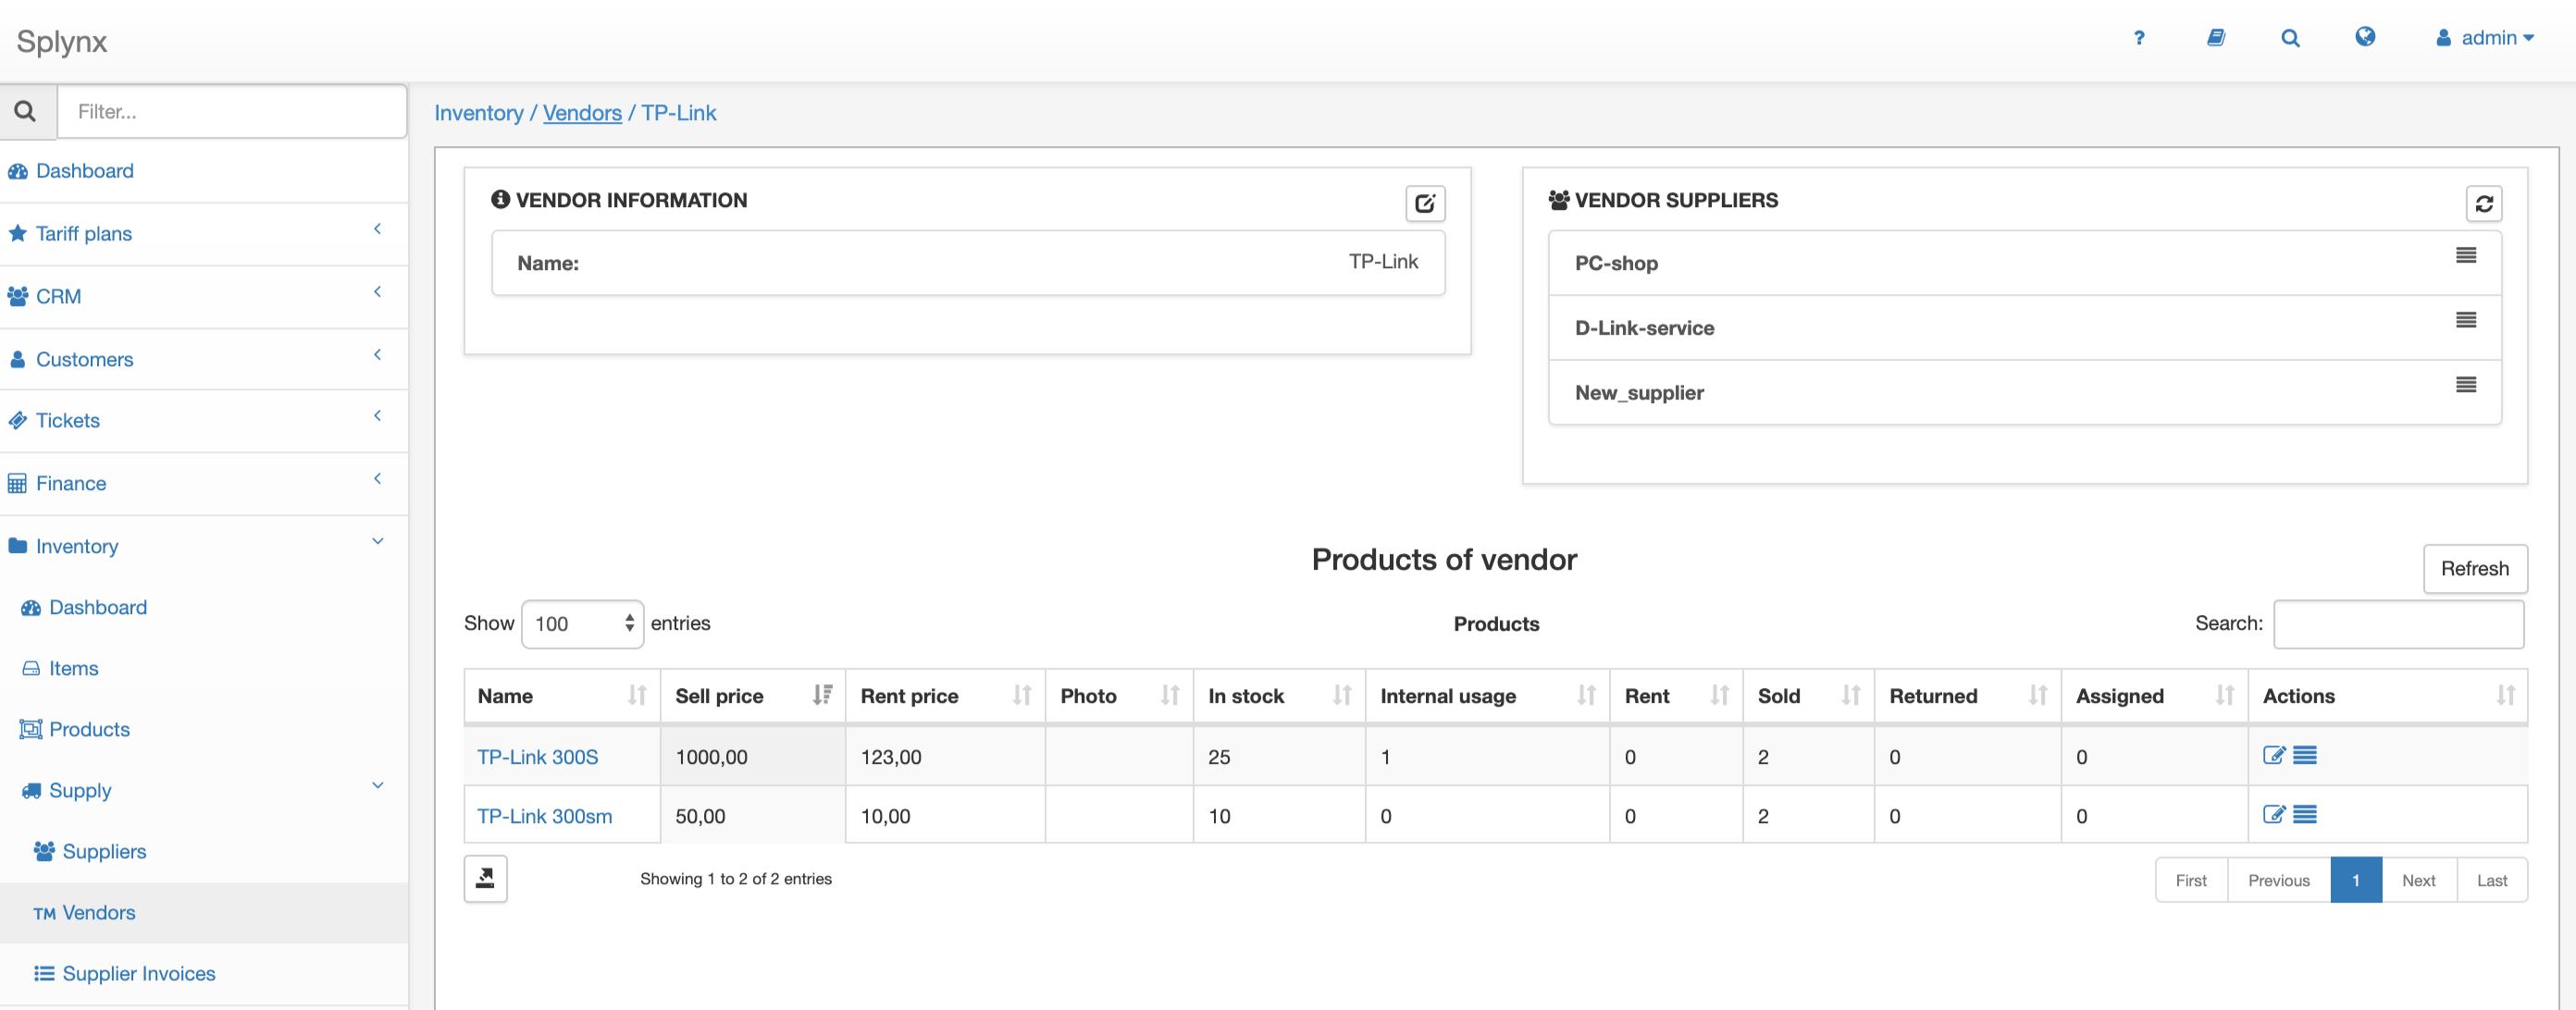 Splynx
? admin
Filter...
Dashboard
Tariff plans
CRM
Customers
Tickets
Finance
Inventory
Dashboard
Items
Products
Supply
Suppliers
TM Vendors
Supplier Invoices
Inventory / Vendors / TP-Link
VENDOR INFORMATION
Name: TP-Link
VENDOR SUPPLIERS
PC-shop
D-Link-service
New_supplier
Products of vendor
Refresh
Show 100 entries Products Search:
Name Sell price Rent price Photo In stock Internal usage Rent Sold Returned Assigned Actions
TP-Link 300S 1000,00 123,00 25 1 0 2 0 0
TP-Link 300sm 50,00 10,00 10 0 0 2 0 0
Showing 1 to 2 of 2 entries First Previous 1 Next Last